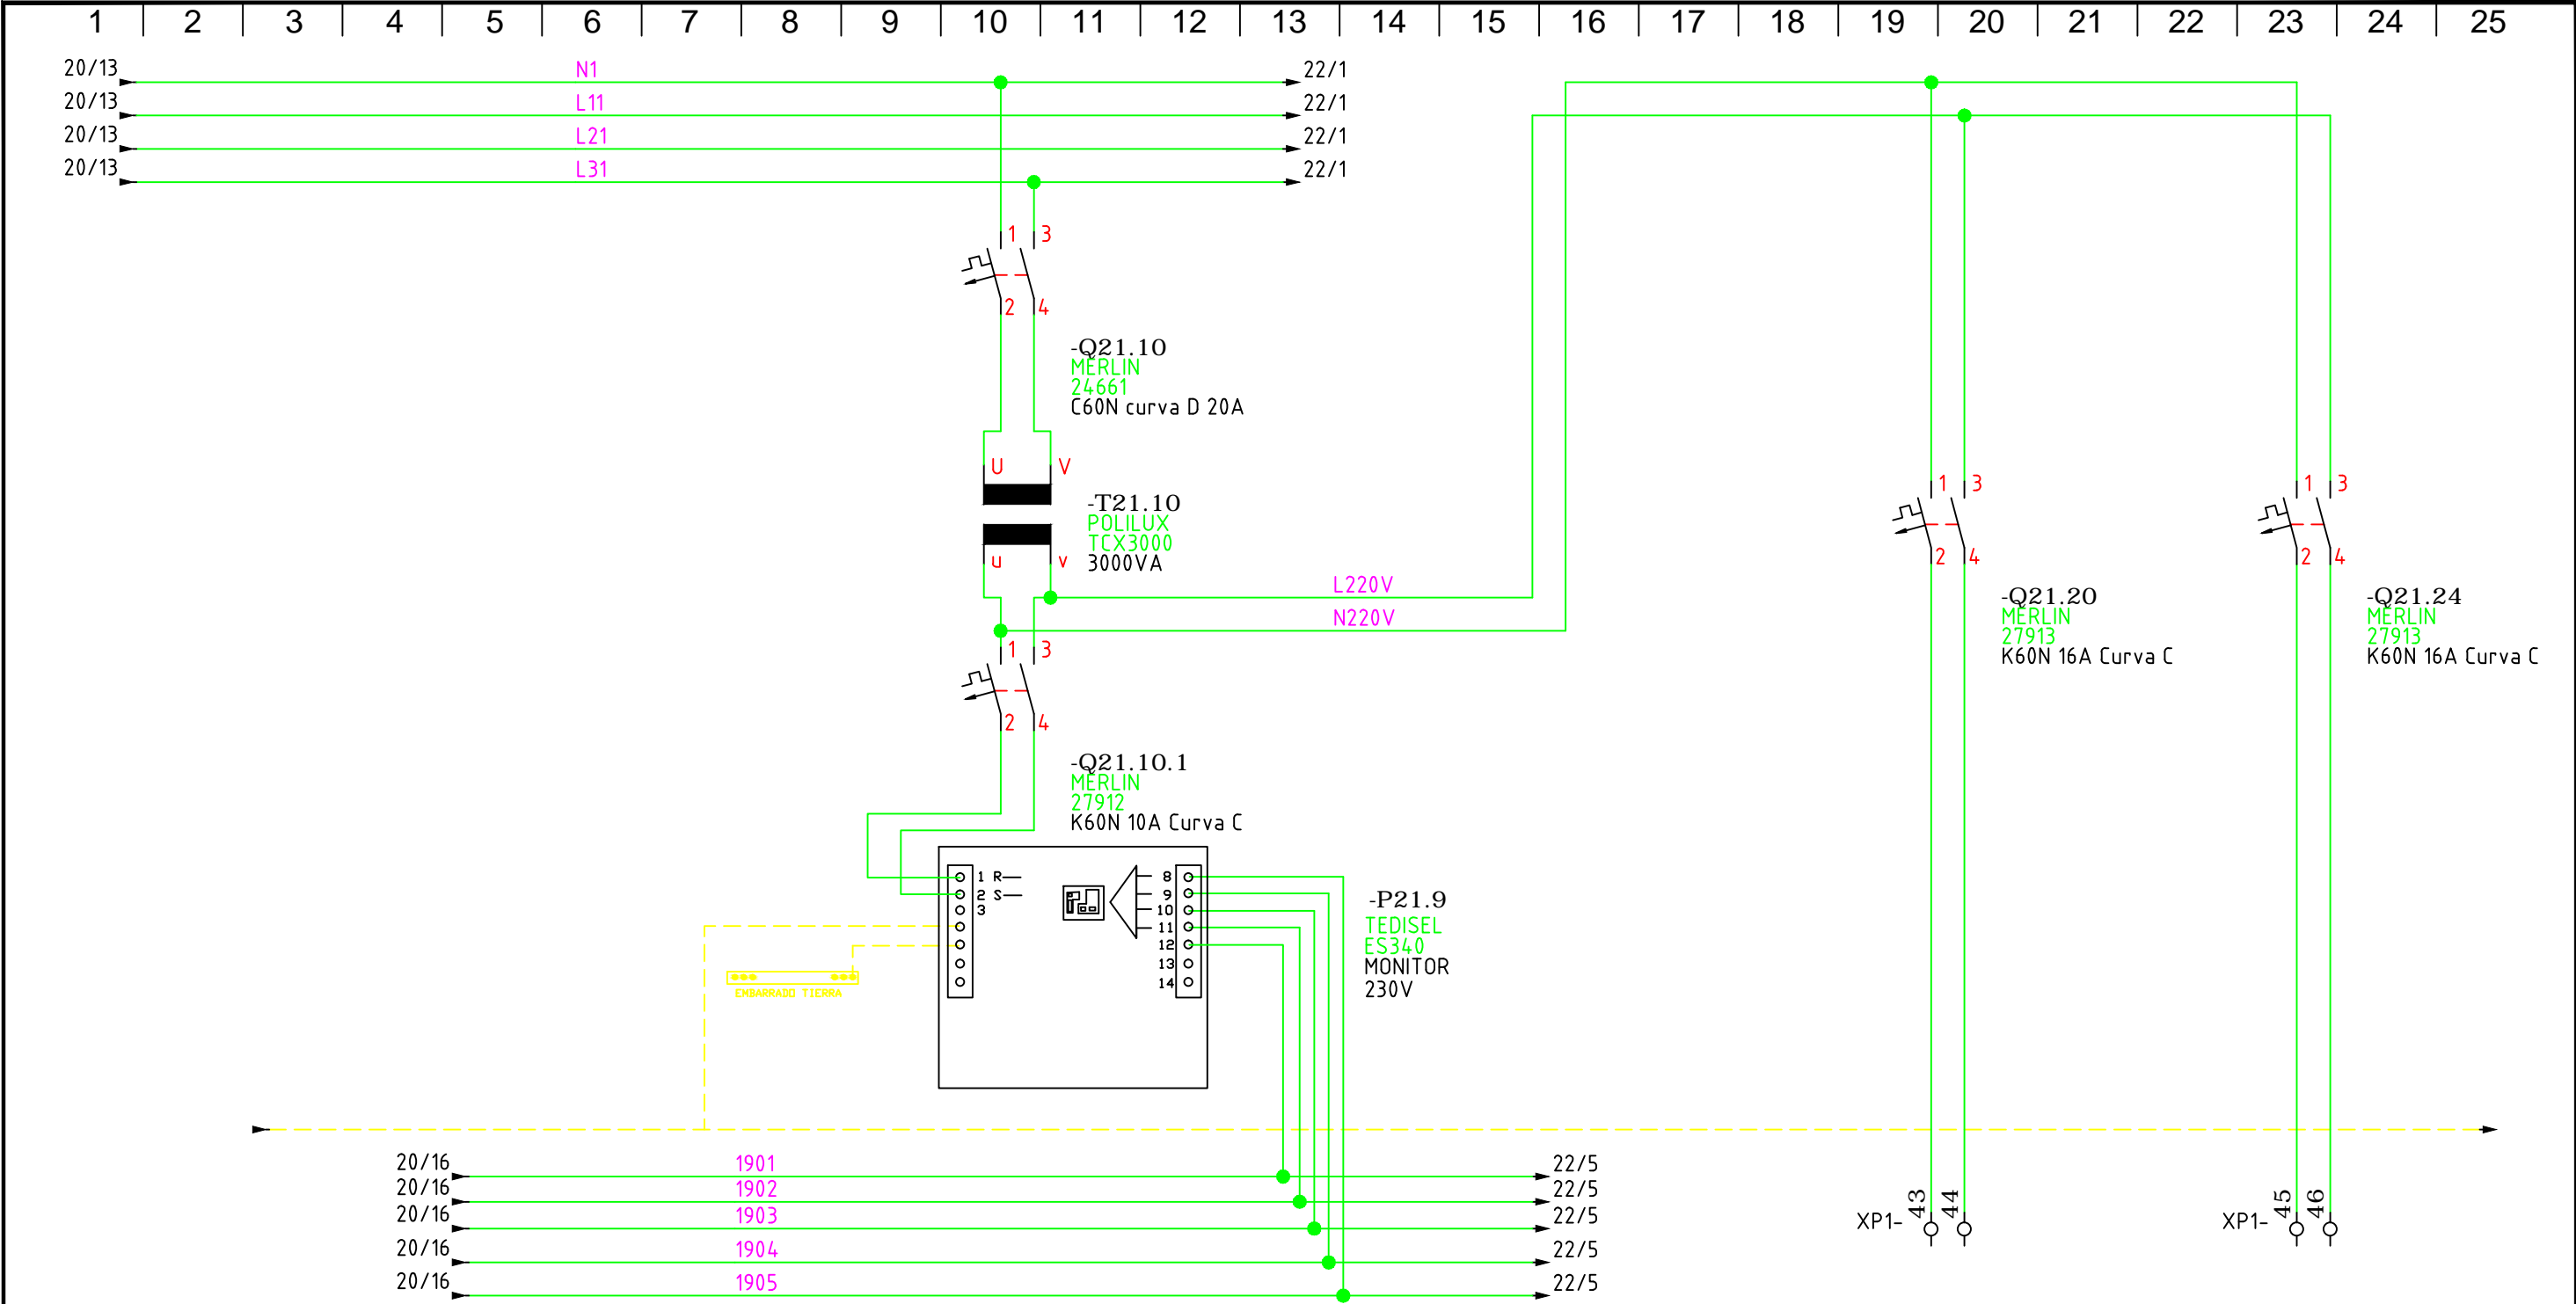 1 2 3 4 5 6 7 8 9 10 11 12 13 14 15 16 17 18 19 20 21 22 23 24 25
20/13 N1 22/1
20/13 L11 22/1
20/13 L21 22/1
20/13 L31 22/1
1 3
2 4
-Q21.10
MERLIN
24661
C60N curva D 20A
U V
-T21.10
POLILUX
TCX3000
3000VA
u v
L220V
N220V
1 3
2 4
-Q21.10.1
MERLIN
27912
K60N 10A Curva C
1 3
2 4
-Q21.20
MERLIN
27913
K60N 16A Curva C
1 3
2 4
-Q21.24
MERLIN
27913
K60N 16A Curva C
1 R
2 S
3
8
9
10
11
12
13
14
-P21.9
TEDISEL
ES340
MONITOR
230V
EMBARRADO TIERRA
20/16 1901 22/5
20/16 1902 22/5
20/16 1903 22/5
20/16 1904 22/5
20/16 1905 22/5
XP1- 43 44
XP1- 45 46